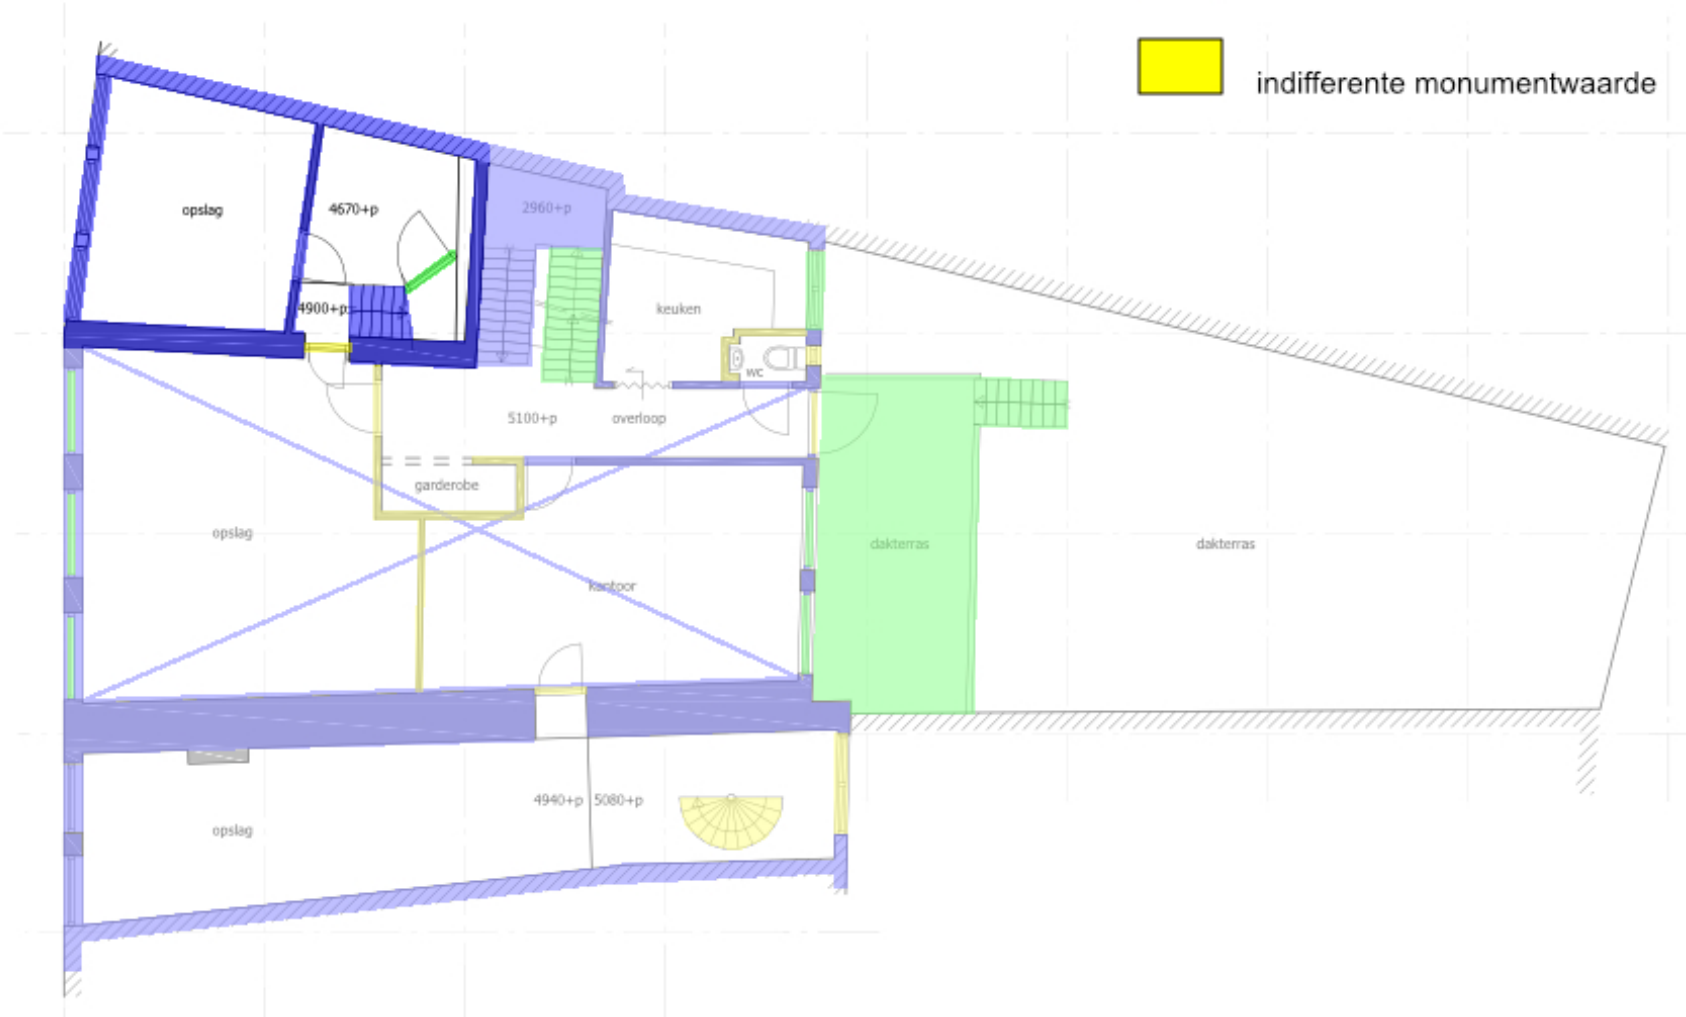 indifferente monumentwaarde
opslag
4670+p
2960+p
4900+p
keuken
wc
5100+p
overloop
garderobe
opslag
kantoor
dakterras
dakterras
4940+p
5080+p
opslag